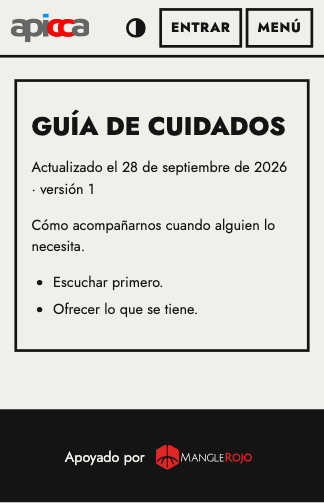 apicca
ENTRAR
MENÚ
GUÍA DE CUIDADOS
Actualizado el 28 de septiembre de 2026
· versión 1
Cómo acompañarnos cuando alguien lo
necesita.
• Escuchar primero.
• Ofrecer lo que se tiene.
Apoyado por
MANGLEROJO